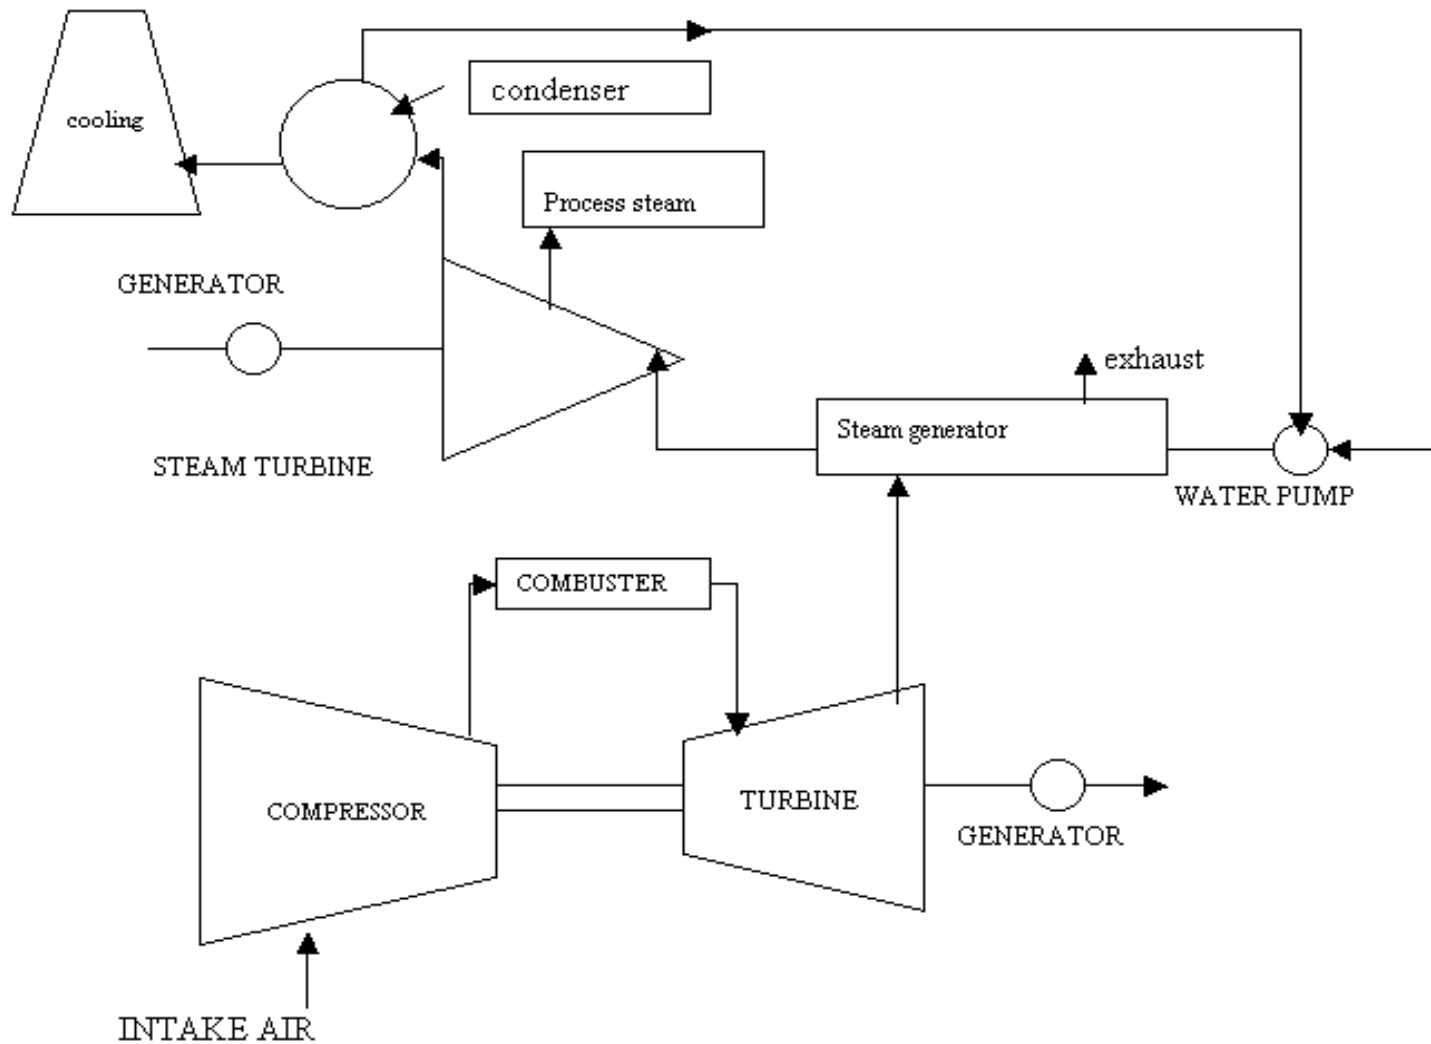 condenser
cooling
Process steam
GENERATOR
exhaust
Steam generator
STEAM TURBINE
WATER PUMP
COMBUSTER
COMPRESSOR
TURBINE
GENERATOR
INTAKE AIR